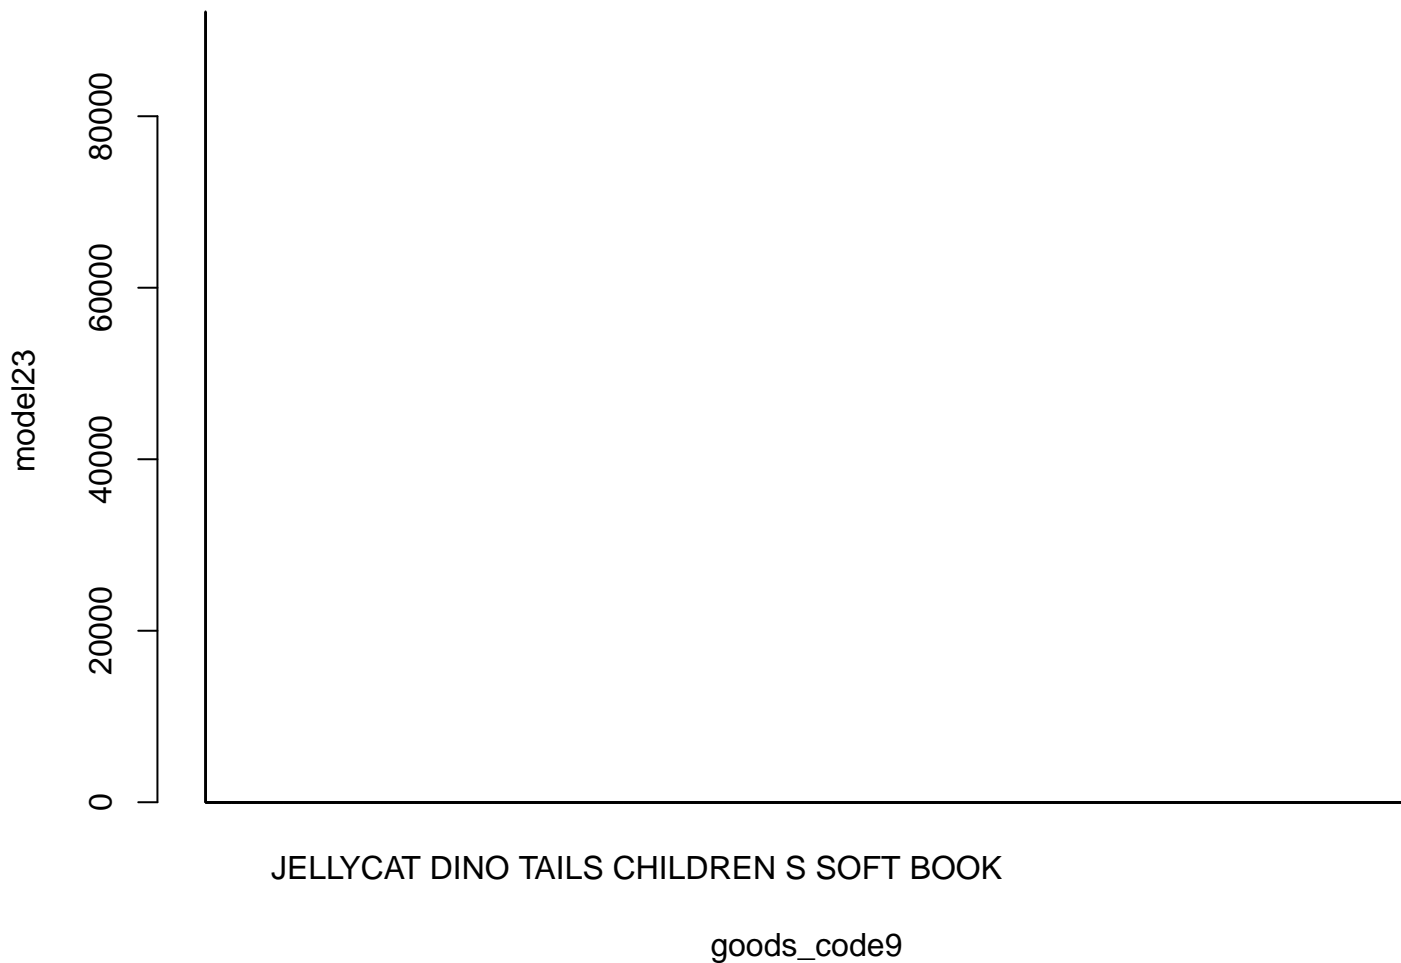 80000
60000
40000
20000
0
model23
JELLYCAT DINO TAILS CHILDREN S SOFT BOOK
goods_code9